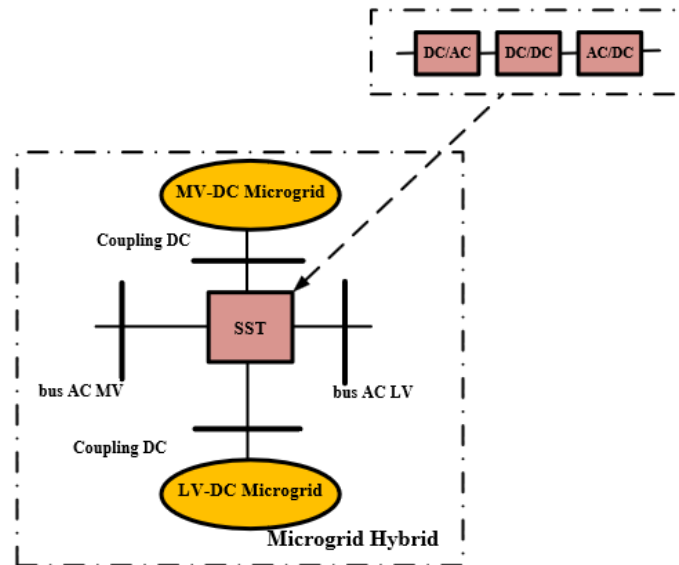 DC/AC DC/DC AC/DC
MV-DC Microgrid
Coupling DC
SST
bus AC MV
bus AC LV
Coupling DC
LV-DC Microgrid
Microgrid Hybrid